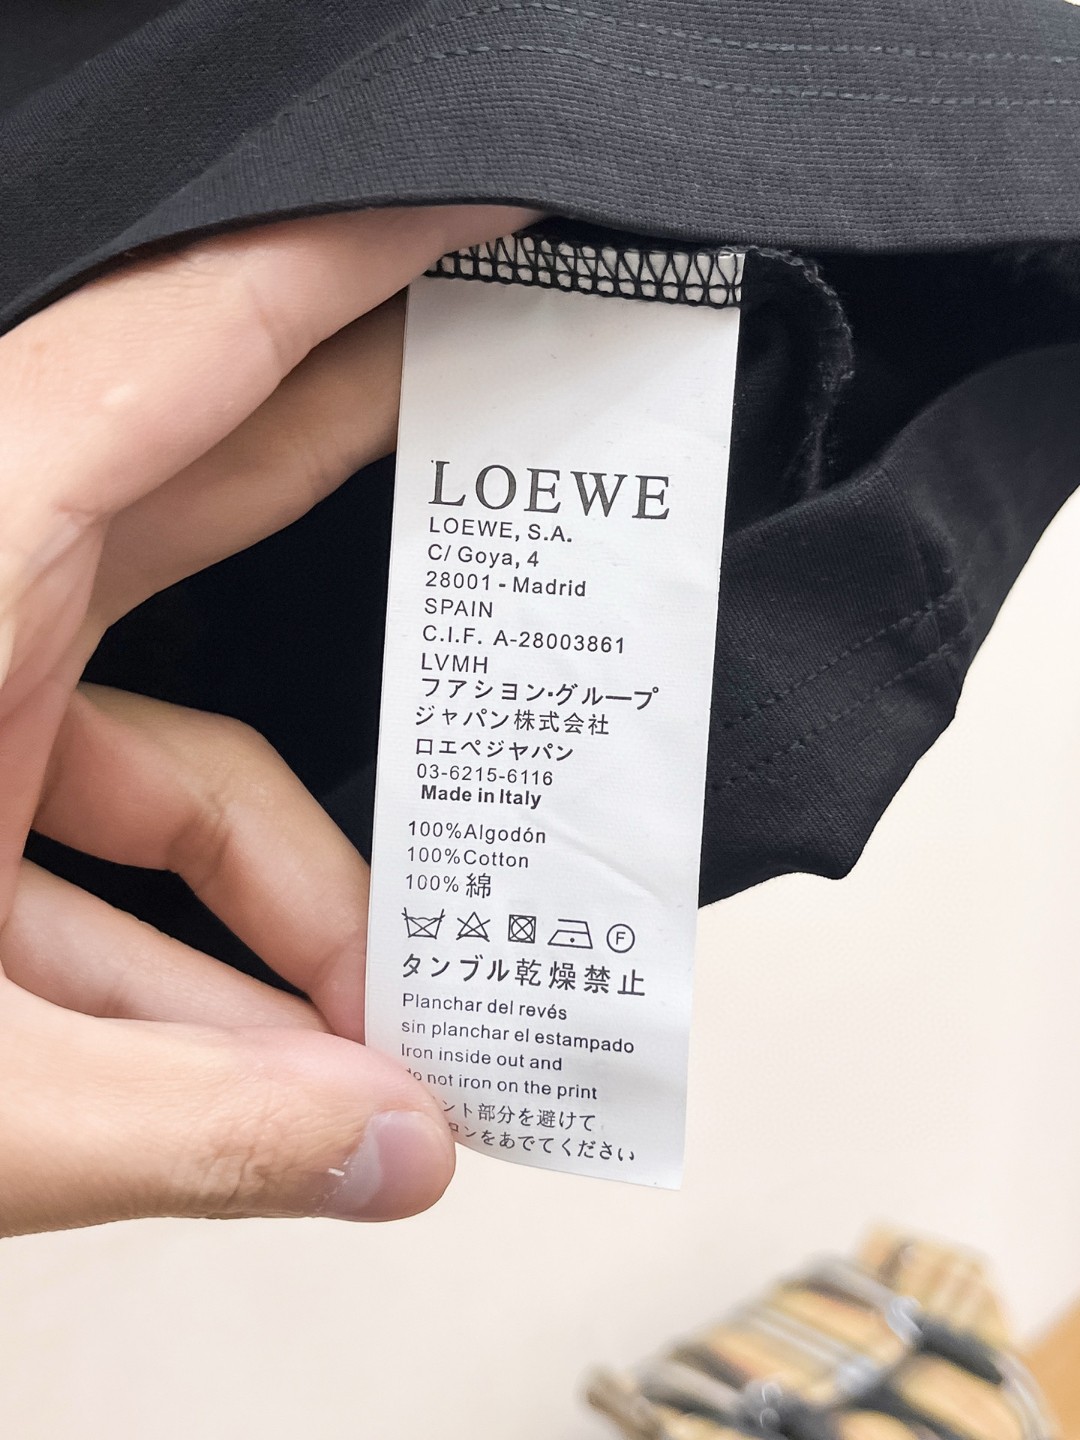 LOEWE
LOEWE, S.A.
C/ Goya, 4
28001 - Madrid
SPAIN
C.I.F. A-28003861
LVMH
フアシヨン·グループ
ジャパン株式会社
ロエペジヤパン
03-6215-6116
Made in Italy
100%Algodón
100%Cotton
100%綿
F
タンブル乾燥禁止
Planchar del revés
sin planchar el estampado
Iron inside out and
do not iron on the print
ント部分を避けて
ロンをあでてください